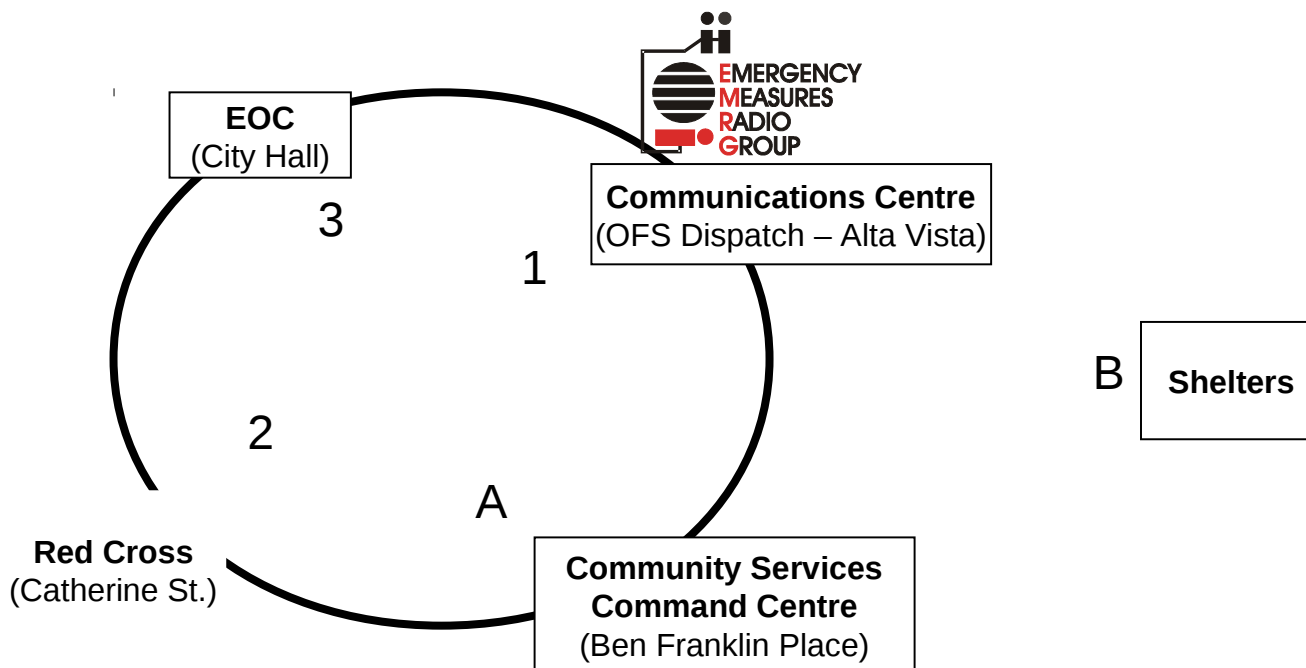 EMERGENCY
MEASURES
RADIO
GROUP
EOC
(City Hall)
Communications Centre
(OFS Dispatch – Alta Vista)
3
1
B
Shelters
2
A
Red Cross
(Catherine St.)
Community Services
Command Centre
(Ben Franklin Place)